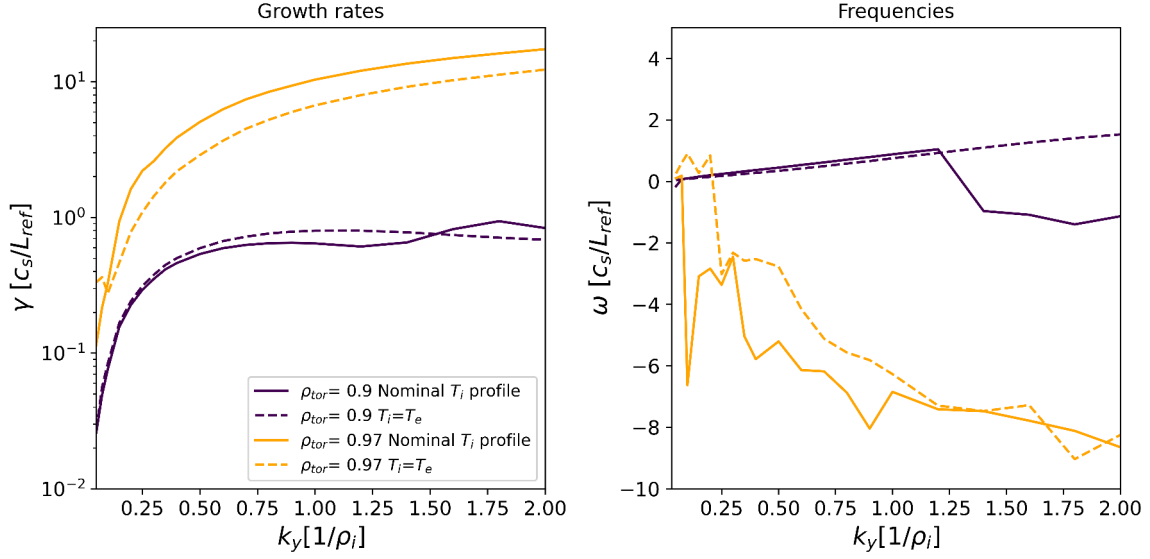 Growth rates
γ [c_s/L_ref]
10¹
10⁰
10⁻¹
10⁻²
0.25 0.50 0.75 1.00 1.25 1.50 1.75 2.00
k_y[1/ρ_i]
ρ_tor= 0.9 Nominal T_i profile
ρ_tor= 0.9 T_i=T_e
ρ_tor= 0.97 Nominal T_i profile
ρ_tor= 0.97 T_i=T_e
Frequencies
ω [c_s/L_ref]
4
2
0
−2
−4
−6
−8
−10
0.25 0.50 0.75 1.00 1.25 1.50 1.75 2.00
k_y[1/ρ_i]